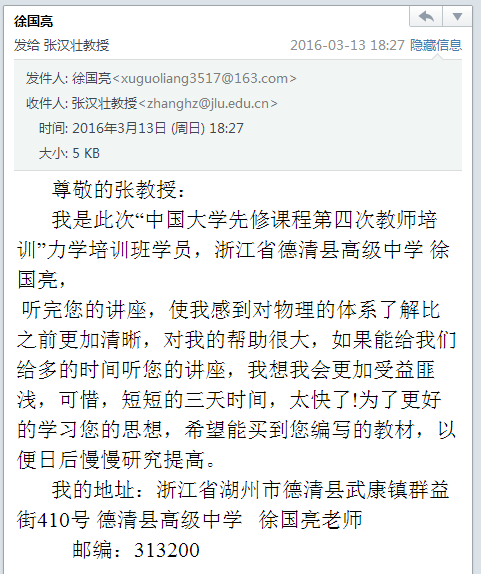 徐国亮
发给 张汉壮教授 2016-03-13 18:27 隐藏信息
发件人: 徐国亮<xuguoliang3517@163.com>
收件人: 张汉壮教授<zhanghz@jlu.edu.cn>
时间: 2016年3月13日 (周日) 18:27
大小: 5 KB
尊敬的张教授：
我是此次“中国大学先修课程第四次教师培
训”力学培训班学员，浙江省德清县高级中学 徐
国亮，
听完您的讲座，使我感到对物理的体系了解比
之前更加清晰，对我的帮助很大，如果能给我们
给多的时间听您的讲座，我想我会更加受益匪
浅，可惜，短短的三天时间，太快了!为了更好
的学习您的思想，希望能买到您编写的教材，以
便日后慢慢研究提高。
我的地址：浙江省湖州市德清县武康镇群益
街410号 德清县高级中学 徐国亮老师
邮编：313200